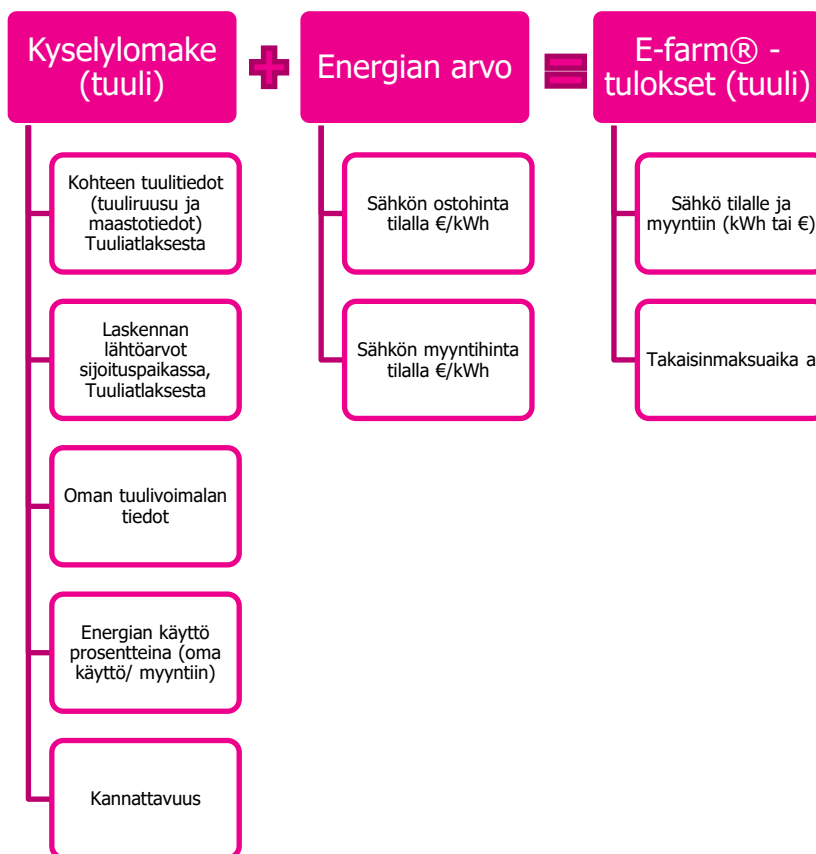 Kyselylomake
(tuuli)
Kohteen tuulitiedot
(tuuliruusu ja
maastotiedot)
Tuuliatlaksesta
Laskennan
lähtöarvot
sijoituspaikassa,
Tuuliatlaksesta
Oman tuulivoimalan
tiedot
Energian käyttö
prosentteina (oma
käyttö/ myyntiin)
Kannattavuus
+
Energian arvo
Sähkön ostohinta
tilalla €/kWh
Sähkön myyntihinta
tilalla €/kWh
=
E-farm® -
tulokset (tuuli)
Sähkö tilalle ja
myyntiin (kWh tai €)
Takaisinmaksuaika a